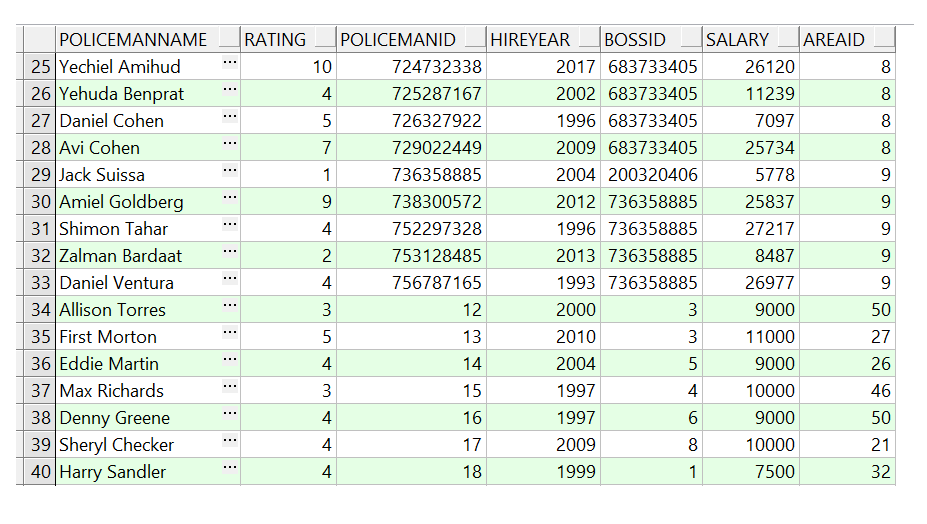 POLICEMANNAME RATING POLICEMANID HIREYEAR BOSSID SALARY AREAID
25 Yechiel Amihud ... 10 724732338 2017 683733405 26120 8
26 Yehuda Benprat ... 4 725287167 2002 683733405 11239 8
27 Daniel Cohen ... 5 726327922 1996 683733405 7097 8
28 Avi Cohen ... 7 729022449 2009 683733405 25734 8
29 Jack Suissa ... 1 736358885 2004 200320406 5778 9
30 Amiel Goldberg ... 9 738300572 2012 736358885 25837 9
31 Shimon Tahar ... 4 752297328 1996 736358885 27217 9
32 Zalman Bardaat ... 2 753128485 2013 736358885 8487 9
33 Daniel Ventura ... 4 756787165 1993 736358885 26977 9
34 Allison Torres ... 3 12 2000 3 9000 50
35 First Morton ... 5 13 2010 3 11000 27
36 Eddie Martin ... 4 14 2004 5 9000 26
37 Max Richards ... 3 15 1997 4 10000 46
38 Denny Greene ... 4 16 1997 6 9000 50
39 Sheryl Checker ... 4 17 2009 8 10000 21
40 Harry Sandler ... 4 18 1999 1 7500 32